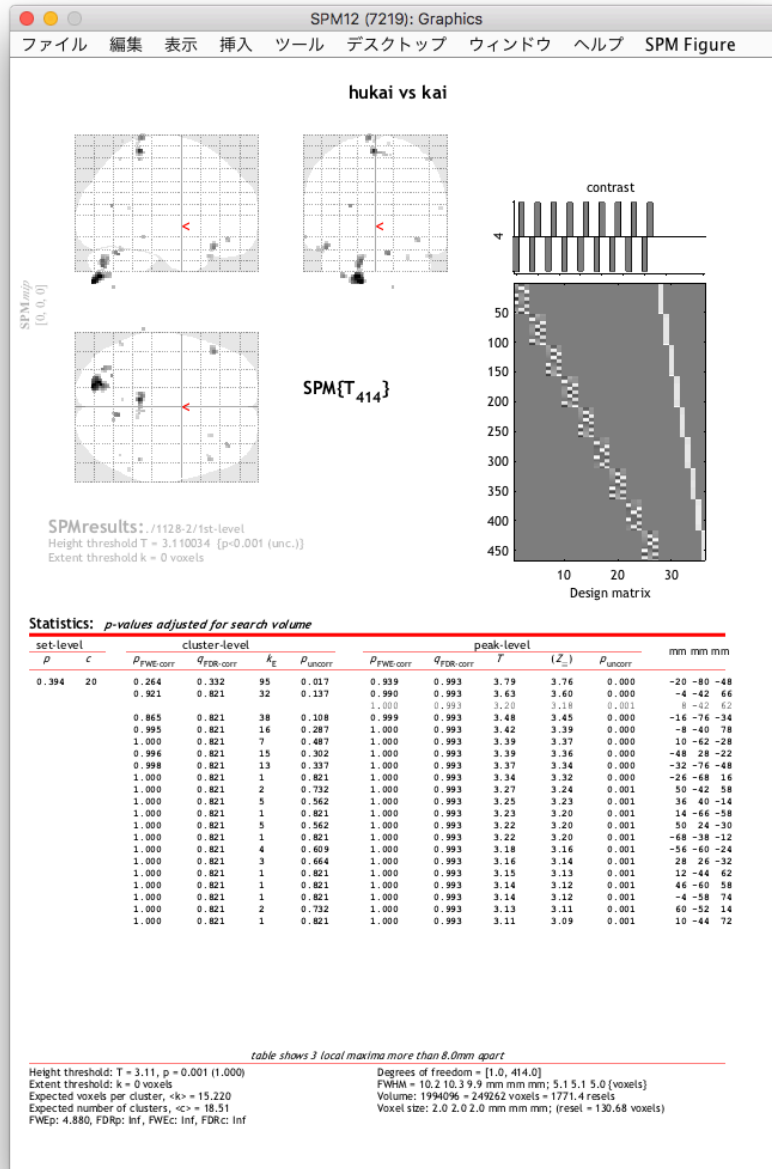 SPM12 (7219): Graphics
ファイル 編集 表示 挿入 ツール デスクトップ ウィンドウ ヘルプ SPM Figure
hukai vs kai
<
<
contrast
4
SPMmip
[0, 0, 0]
<
SPM{T414}
50
100
150
200
250
300
350
400
450
10 20 30
Design matrix
SPMresults: ./1128-2/1st-level
Height threshold T = 3.110034 {p<0.001 (unc.)}
Extent threshold k = 0 voxels
Statistics: p-values adjusted for search volume
set-level cluster-level peak-level mm mm mm
p c pFWE-corr qFDR-corr kE puncorr pFWE-corr qFDR-corr T (Z≡) puncorr
0.394 20 0.264 0.332 95 0.017 0.939 0.993 3.79 3.76 0.000 -20 -80 -48
0.921 0.821 32 0.137 0.990 0.993 3.63 3.60 0.000 -4 -42 66
1.000 0.993 3.20 3.18 0.001 8 -42 62
0.865 0.821 38 0.108 0.999 0.993 3.48 3.45 0.000 -16 -76 -34
0.995 0.821 16 0.287 1.000 0.993 3.42 3.39 0.000 -8 -40 78
1.000 0.821 7 0.487 1.000 0.993 3.39 3.37 0.000 10 -62 -28
0.996 0.821 15 0.302 1.000 0.993 3.39 3.36 0.000 -48 28 -22
0.998 0.821 13 0.337 1.000 0.993 3.37 3.34 0.000 -32 -76 -48
1.000 0.821 1 0.821 1.000 0.993 3.34 3.32 0.000 -26 -68 16
1.000 0.821 2 0.732 1.000 0.993 3.27 3.24 0.001 50 -42 58
1.000 0.821 5 0.562 1.000 0.993 3.25 3.23 0.001 36 40 -14
1.000 0.821 1 0.821 1.000 0.993 3.23 3.20 0.001 14 -66 -58
1.000 0.821 5 0.562 1.000 0.993 3.22 3.20 0.001 50 24 -30
1.000 0.821 1 0.821 1.000 0.993 3.22 3.20 0.001 -68 -38 -12
1.000 0.821 4 0.609 1.000 0.993 3.18 3.16 0.001 -56 -60 -24
1.000 0.821 3 0.664 1.000 0.993 3.16 3.14 0.001 28 26 -32
1.000 0.821 1 0.821 1.000 0.993 3.15 3.13 0.001 12 -44 62
1.000 0.821 1 0.821 1.000 0.993 3.14 3.12 0.001 46 -60 58
1.000 0.821 1 0.821 1.000 0.993 3.14 3.12 0.001 -4 -58 74
1.000 0.821 2 0.732 1.000 0.993 3.13 3.11 0.001 60 -52 14
1.000 0.821 1 0.821 1.000 0.993 3.11 3.09 0.001 10 -44 72
table shows 3 local maxima more than 8.0mm apart
Height threshold: T = 3.11, p = 0.001 (1.000)
Extent threshold: k = 0 voxels
Expected voxels per cluster, <k> = 15.220
Expected number of clusters, <c> = 18.51
FWEp: 4.880, FDRp: Inf, FWEc: Inf, FDRc: Inf
Degrees of freedom = [1.0, 414.0]
FWHM = 10.2 10.3 9.9 mm mm mm; 5.1 5.1 5.0 {voxels}
Volume: 1994096 = 249262 voxels = 1771.4 resels
Voxel size: 2.0 2.0 2.0 mm mm mm; (resel = 130.68 voxels)